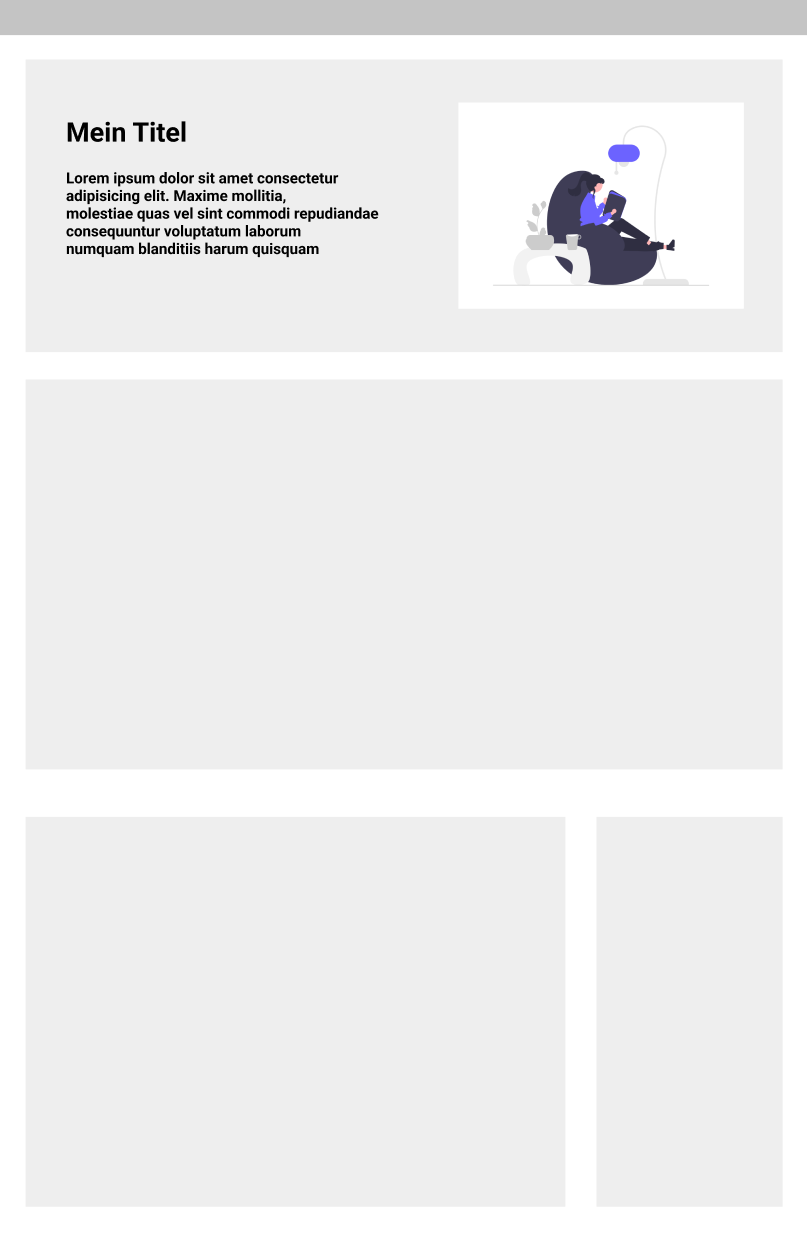 Mein Titel
Lorem ipsum dolor sit amet consectetur
adipisicing elit. Maxime mollitia,
molestiae quas vel sint commodi repudiandae
consequuntur voluptatum laborum
numquam blanditiis harum quisquam